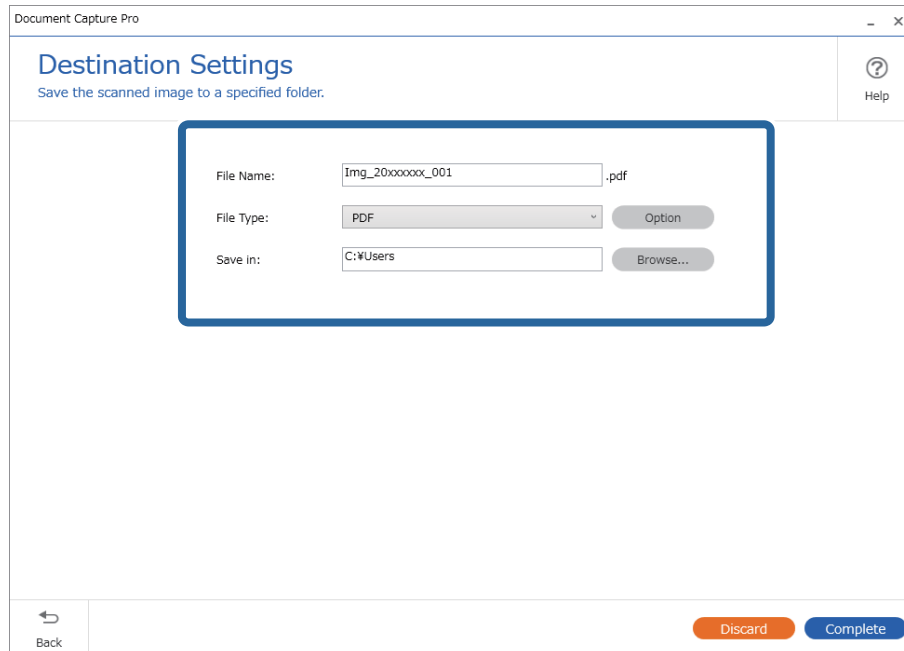 Document Capture Pro
Destination Settings
Save the scanned image to a specified folder.
Help
File Name: Img_20xxxxxx_001 .pdf
File Type: PDF Option
Save in: C:¥Users Browse...
Back
Discard Complete